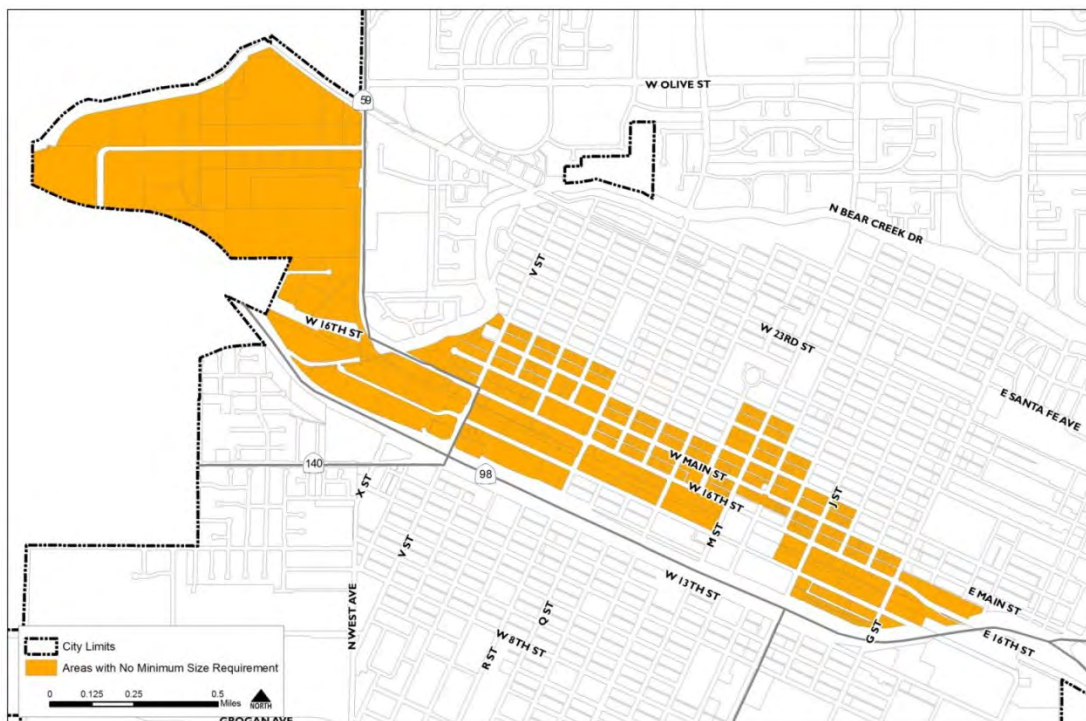 59
W OLIVE ST
N BEAR CREEK DR
V ST
W 23RD ST
W 16TH ST
E SANTA FE AVE
W MAIN ST
W 16TH ST
J ST
140
98
X ST
V ST
M ST
W 13TH ST
E MAIN ST
E 16TH ST
G ST
N WEST AVE
Q ST
W 8TH ST
R ST
City Limits
Areas with No Minimum Size Requirement
0 0.125 0.25 0.5
Miles
NORTH
GROGAN AVE